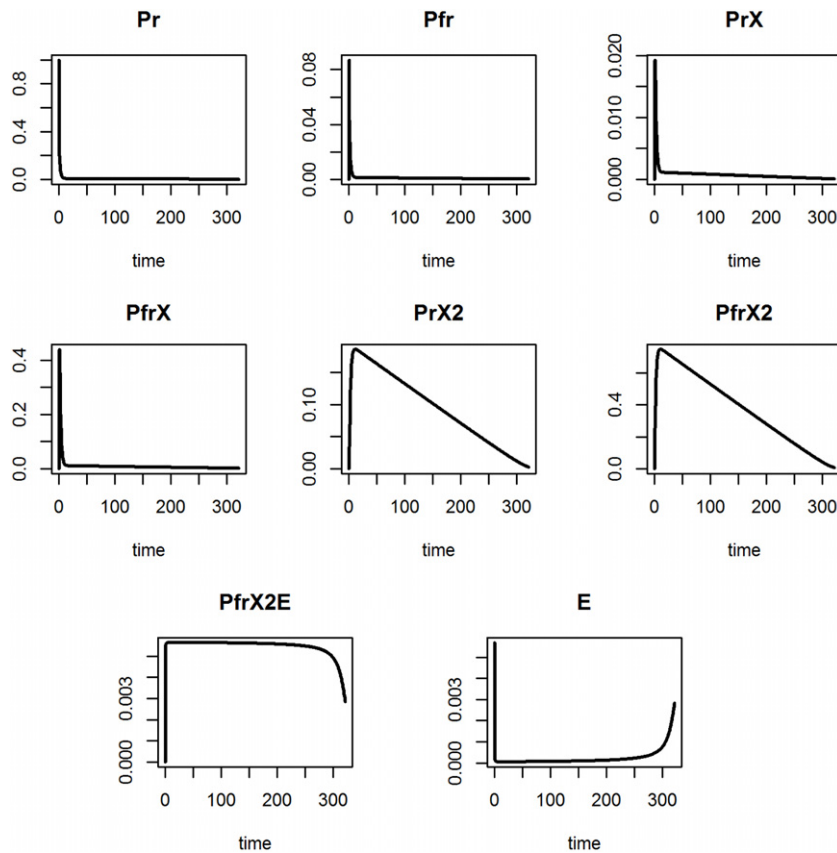 Pr Pfr PrX
0.8 0.08 0.020
0.4 0.04 0.010
0.0 0.00 0.000
0 100 200 300 0 100 200 300 0 100 200 300
time time time
PfrX PrX2 PfrX2
0.4 0.10 0.4
0.2 0.00 0.0
0.0
0 100 200 300 0 100 200 300 0 100 200 300
time time time
PfrX2E E
0.003 0.003
0.000 0.000
0 100 200 300 0 100 200 300
time time